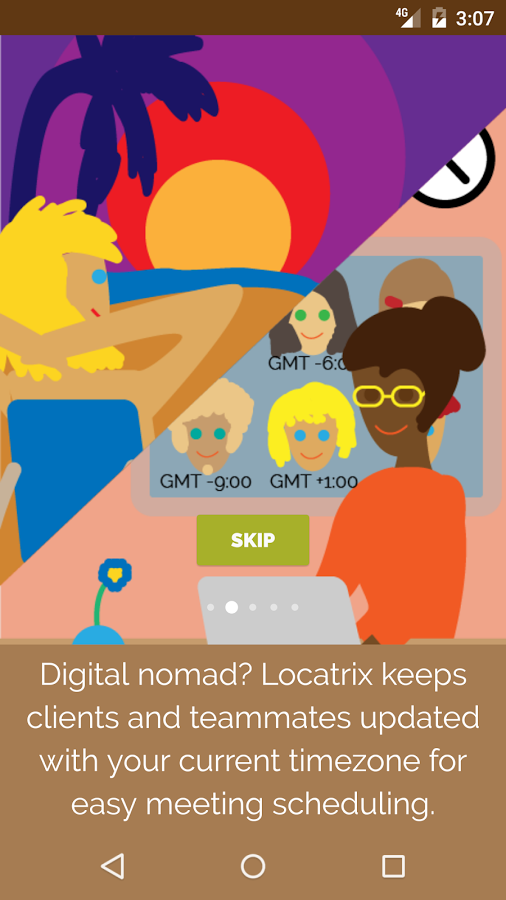 4G 3:07
GMT -6:0
GMT -9:00 GMT +1:00
SKIP
Digital nomad? Locatrix keeps
clients and teammates updated
with your current timezone for
easy meeting scheduling.